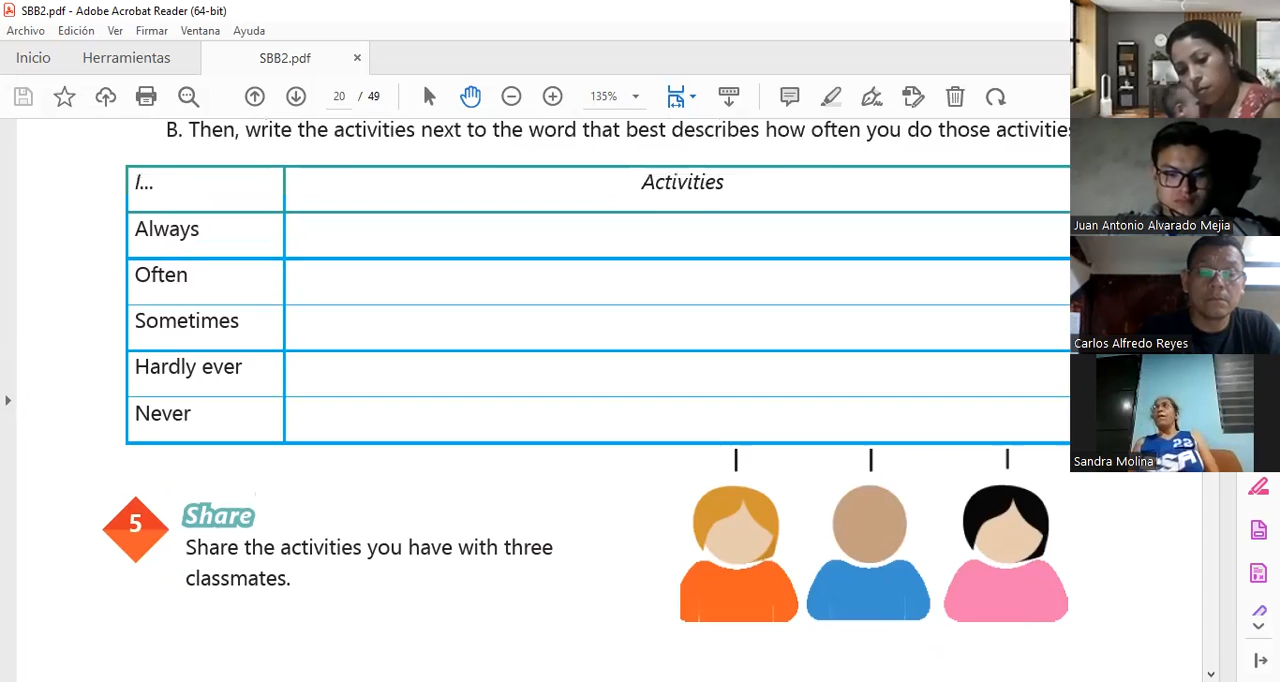 SBB2.pdf - Adobe Acrobat Reader (64-bit)
Archivo Edición Ver Firmar Ventana Ayuda
Inicio Herramientas SBB2.pdf ×
20 / 49 135%
B. Then, write the activities next to the word that best describes how often you do those activities
I... Activities
Always
Often
Sometimes
Hardly ever
Never
5 Share
Share the activities you have with three
classmates.
Juan Antonio Alvarado Mejia
Carlos Alfredo Reyes
22
SA
Sandra Molina